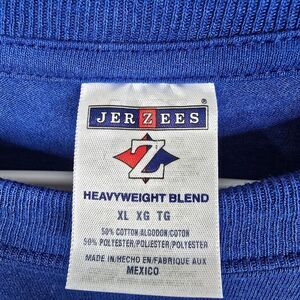 JERZEES®
Z
HEAVYWEIGHT BLEND
XL XG TG
50% COTTON/ALGODON/COTON
50% POLYESTER/POLIESTER/POLYESTER
MADE IN/HECHO EN/FABRIQUE AUX
MEXICO